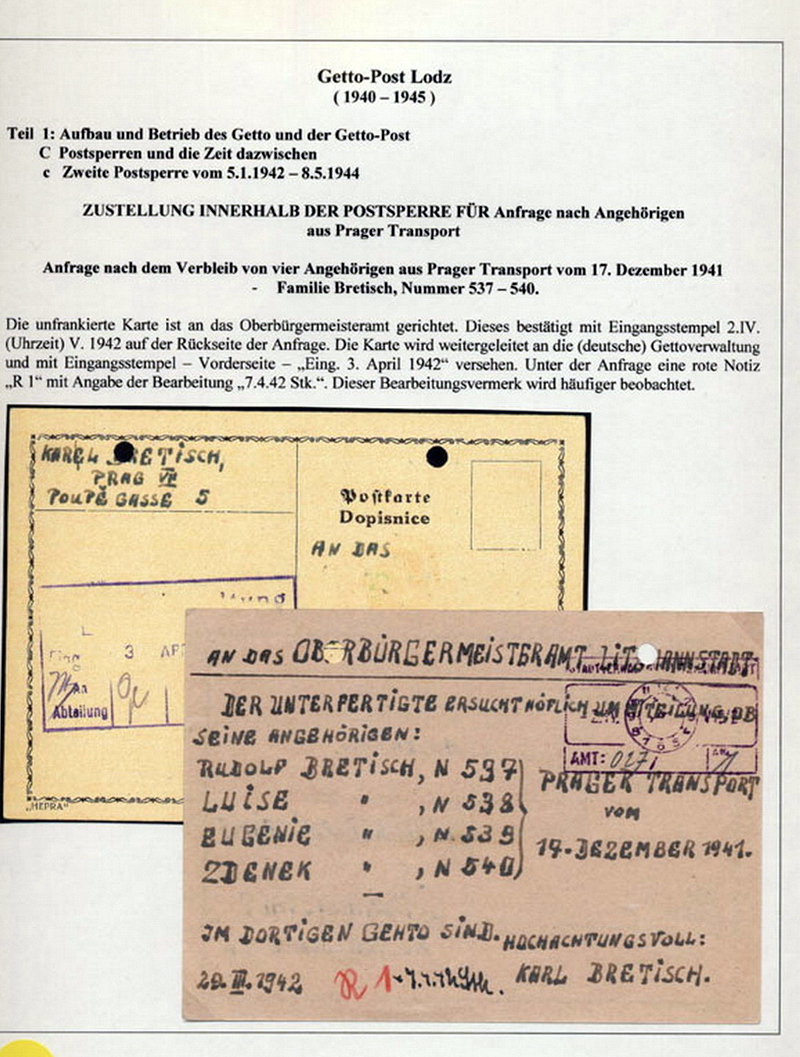 Getto-Post Lodz
( 1940 – 1945 )
Teil 1: Aufbau und Betrieb des Getto und der Getto-Post
C Postsperren und die Zeit dazwischen
c Zweite Postsperre vom 5.1.1942 – 8.5.1944
ZUSTELLUNG INNERHALB DER POSTSPERRE FÜR Anfrage nach Angehörigen
aus Prager Transport
Anfrage nach dem Verbleib von vier Angehörigen aus Prager Transport vom 17. Dezember 1941
- Familie Bretisch, Nummer 537 – 540.
Die unfrankierte Karte ist an das Oberbürgermeisteramt gerichtet. Dieses bestätigt mit Eingangsstempel 2.IV.
(Uhrzeit) V. 1942 auf der Rückseite der Anfrage. Die Karte wird weitergeleitet an die (deutsche) Gettoverwaltung
und mit Eingangsstempel – Vorderseite – „Eing. 3. April 1942“ versehen. Unter der Anfrage eine rote Notiz
„R 1“ mit Angabe der Bearbeitung „7.4.42 Stk.“. Dieser Bearbeitungsvermerk wird häufiger beobachtet.
KAREL BRETISCH,
PRAG VII
POUPĚ GASSE 5
Postkarte
Dopisnice
AN DAS
3 AP
Abteilung
„HEPRA“
AN DAS OBERBÜRGERMEISTERAMT, LITZMANNSTADT.
DER UNTERFERTIGTE ERSUCHT HÖFLICH UM MITTEILUNG, OB
SEINE ANGEHÖRIGEN:
RUDOLF BRETISCH, N 537
LUISE " , N 538
EUGENIE " , N. 539
ZDENEK " , N 540
PRAGER TRANSPORT
VOM
17. DEZEMBER 1941.
AMT: 027
IM DORTIGEN GEHTO SIND. HOCHACHTUNGSVOLL:
29. III. 1942 R 1 KARL BRETISCH.